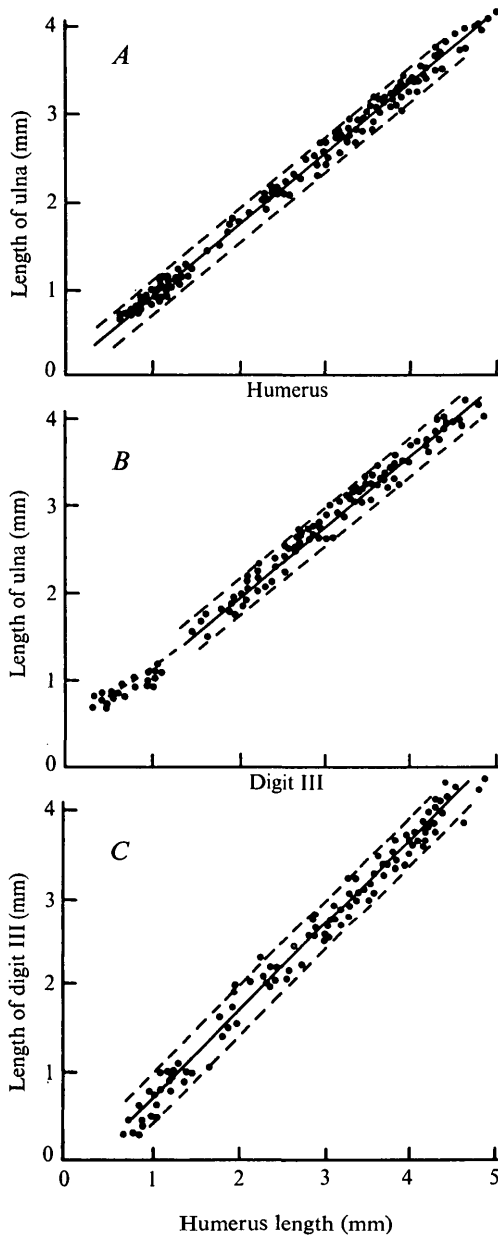 A
4
3
2
1
0
Length of ulna (mm)
Humerus
B
4
3
2
1
0
Length of ulna (mm)
Digit III
C
4
3
2
1
0
Length of digit III (mm)
0 1 2 3 4 5
Humerus length (mm)